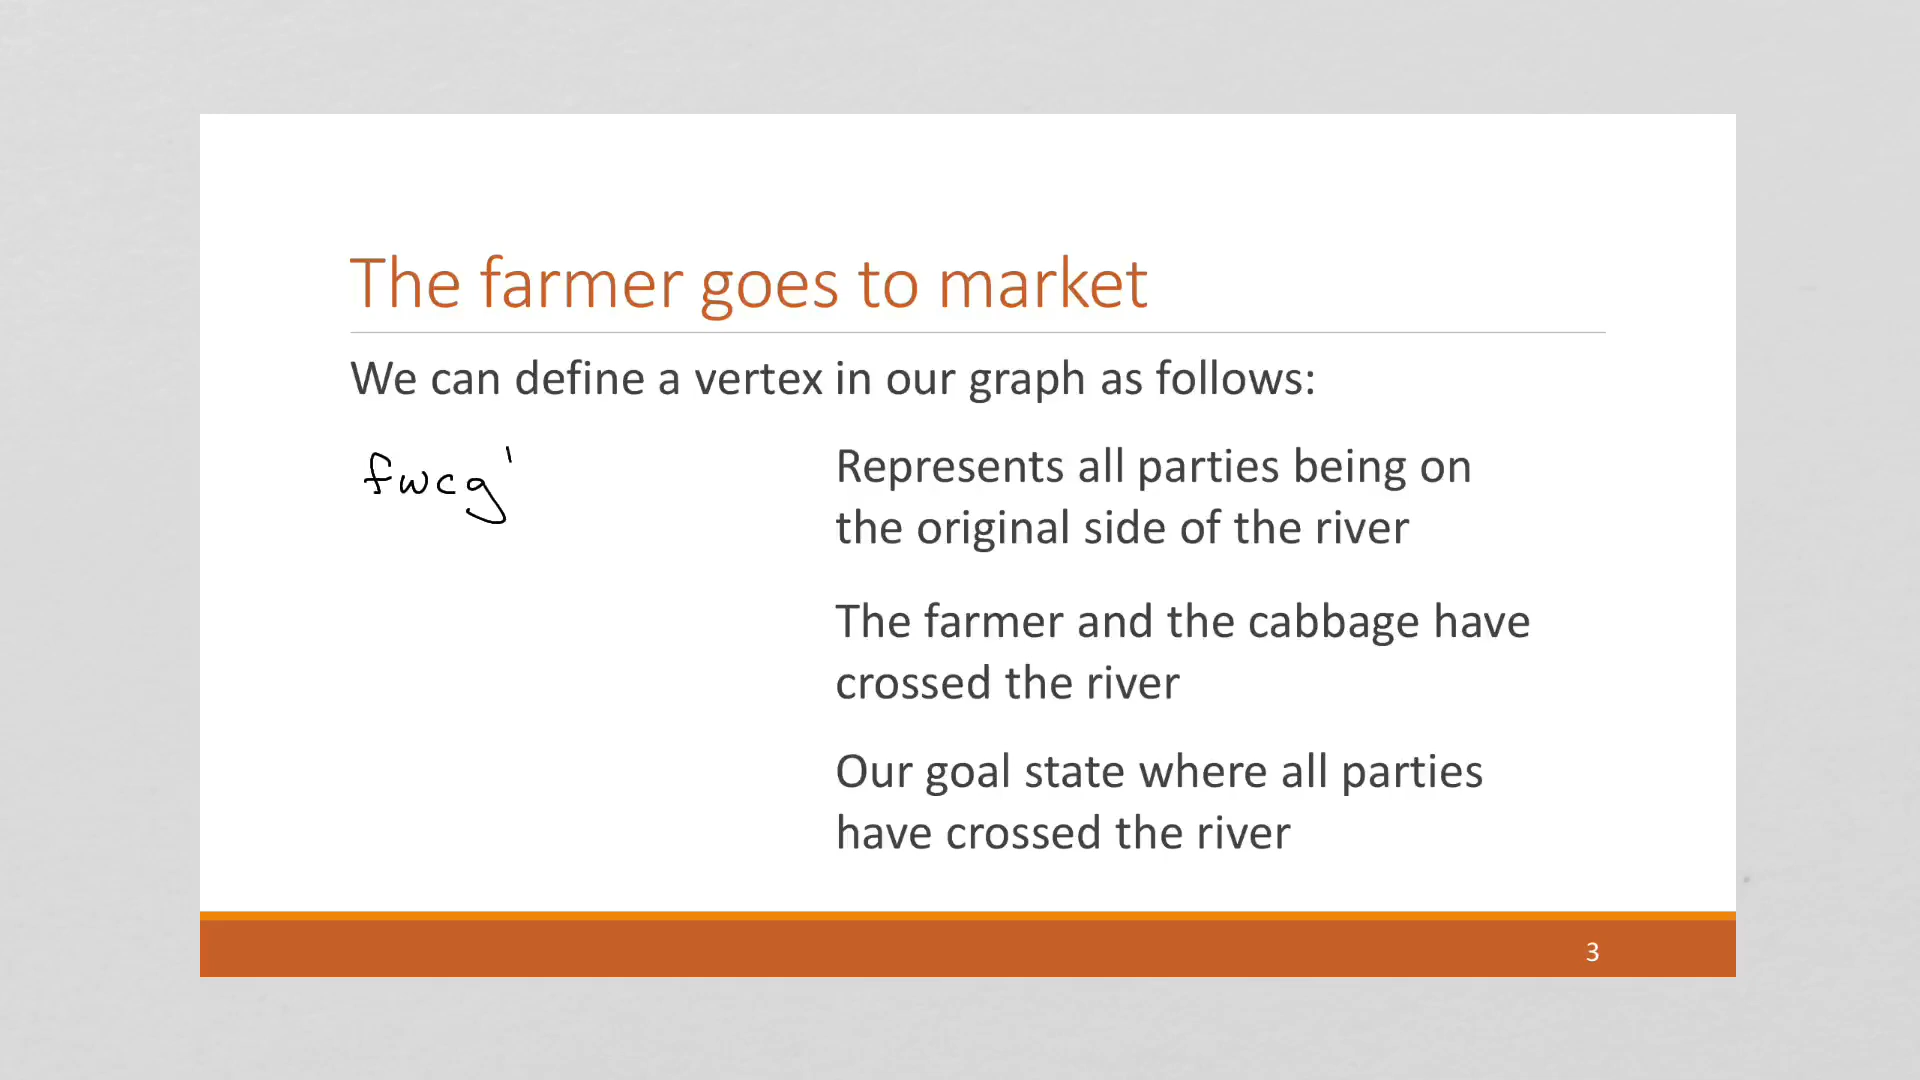 The farmer goes to market
We can define a vertex in our graph as follows:
fwcg'
Represents all parties being on
the original side of the river
The farmer and the cabbage have
crossed the river
Our goal state where all parties
have crossed the river
3